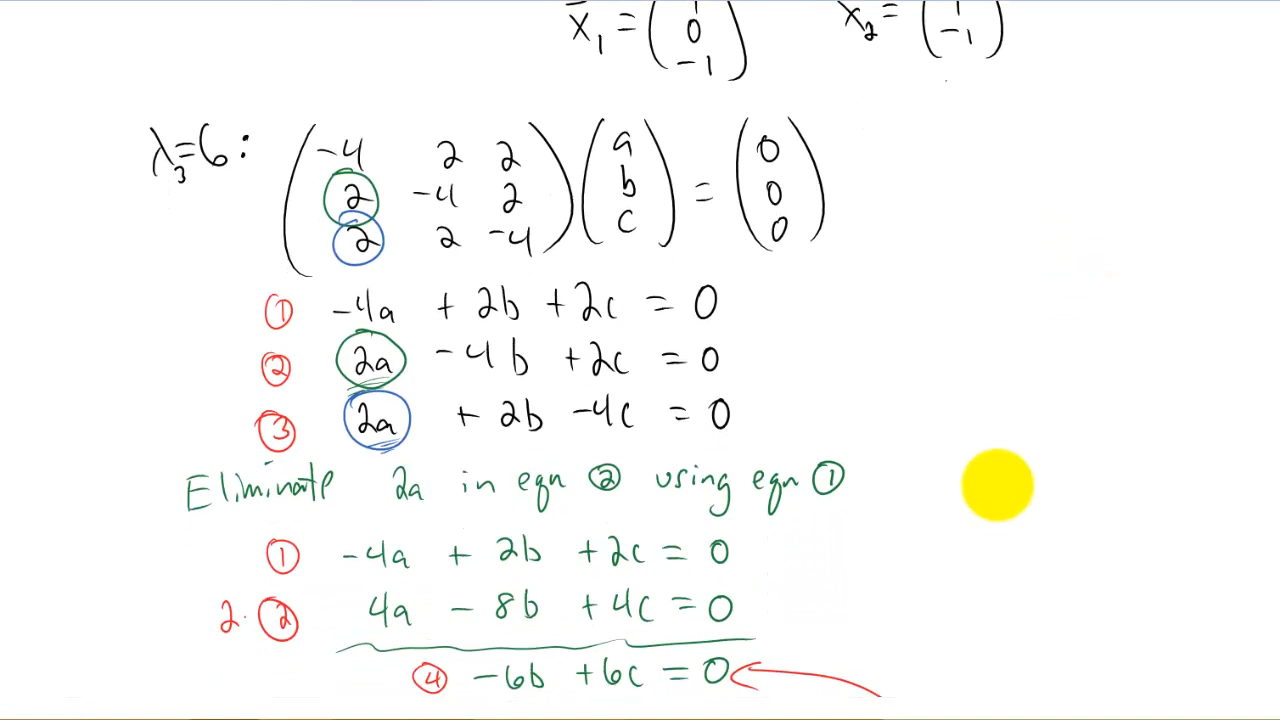 x̄₁ = (1 0 -1) x₂ = (1 -1)
λ₃=6: (-4 2 2) (a) = (0)
(2 -4 2) (b) (0)
(2 2 -4) (c) (0)
① -4a + 2b + 2c = 0
② 2a - 4b + 2c = 0
③ 2a + 2b - 4c = 0
Eliminate 2a in eqn ② using eqn ①
① -4a + 2b + 2c = 0
2·② 4a - 8b + 4c = 0
④ -6b + 6c = 0